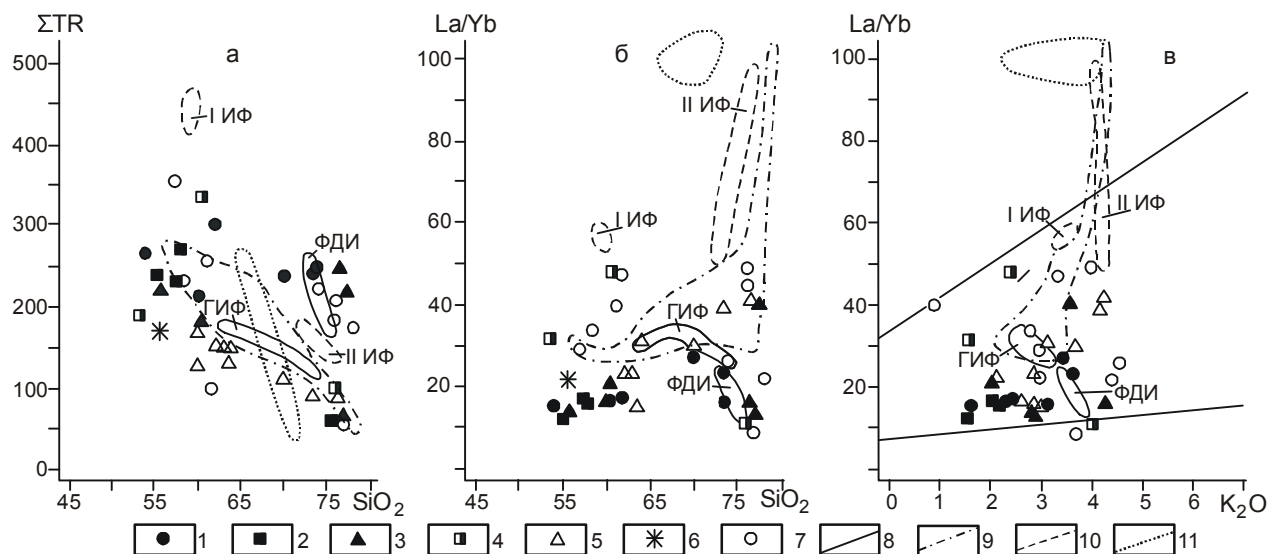 ΣTR
500
400
300
200
100
0
45 55 65 75 SiO₂
а
I ИФ
ФДИ
ГИФ
II ИФ
La/Yb
100
80
60
40
20
0
45 55 65 75 SiO₂
б
II ИФ
I ИФ
ГИФ
ФДИ
La/Yb
100
80
60
40
20
0
0 1 2 3 4 6 K₂O
в
I ИФ
II ИФ
ГИФ
ФДИ
1 2 3 4 5 6 7 8 9 10 11